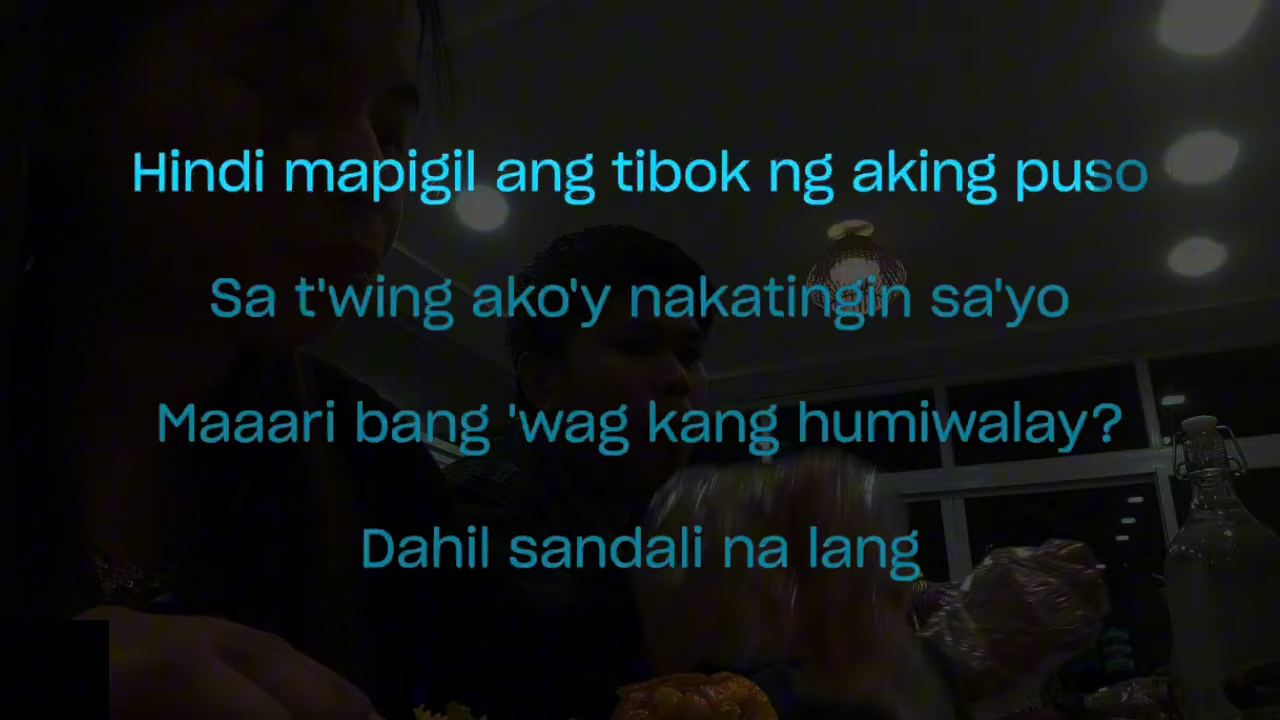 Hindi mapigil ang tibok ng aking puso
Sa t'wing ako'y nakatingin sa'yo
Maaari bang 'wag kang humiwalay?
Dahil sandali na lang